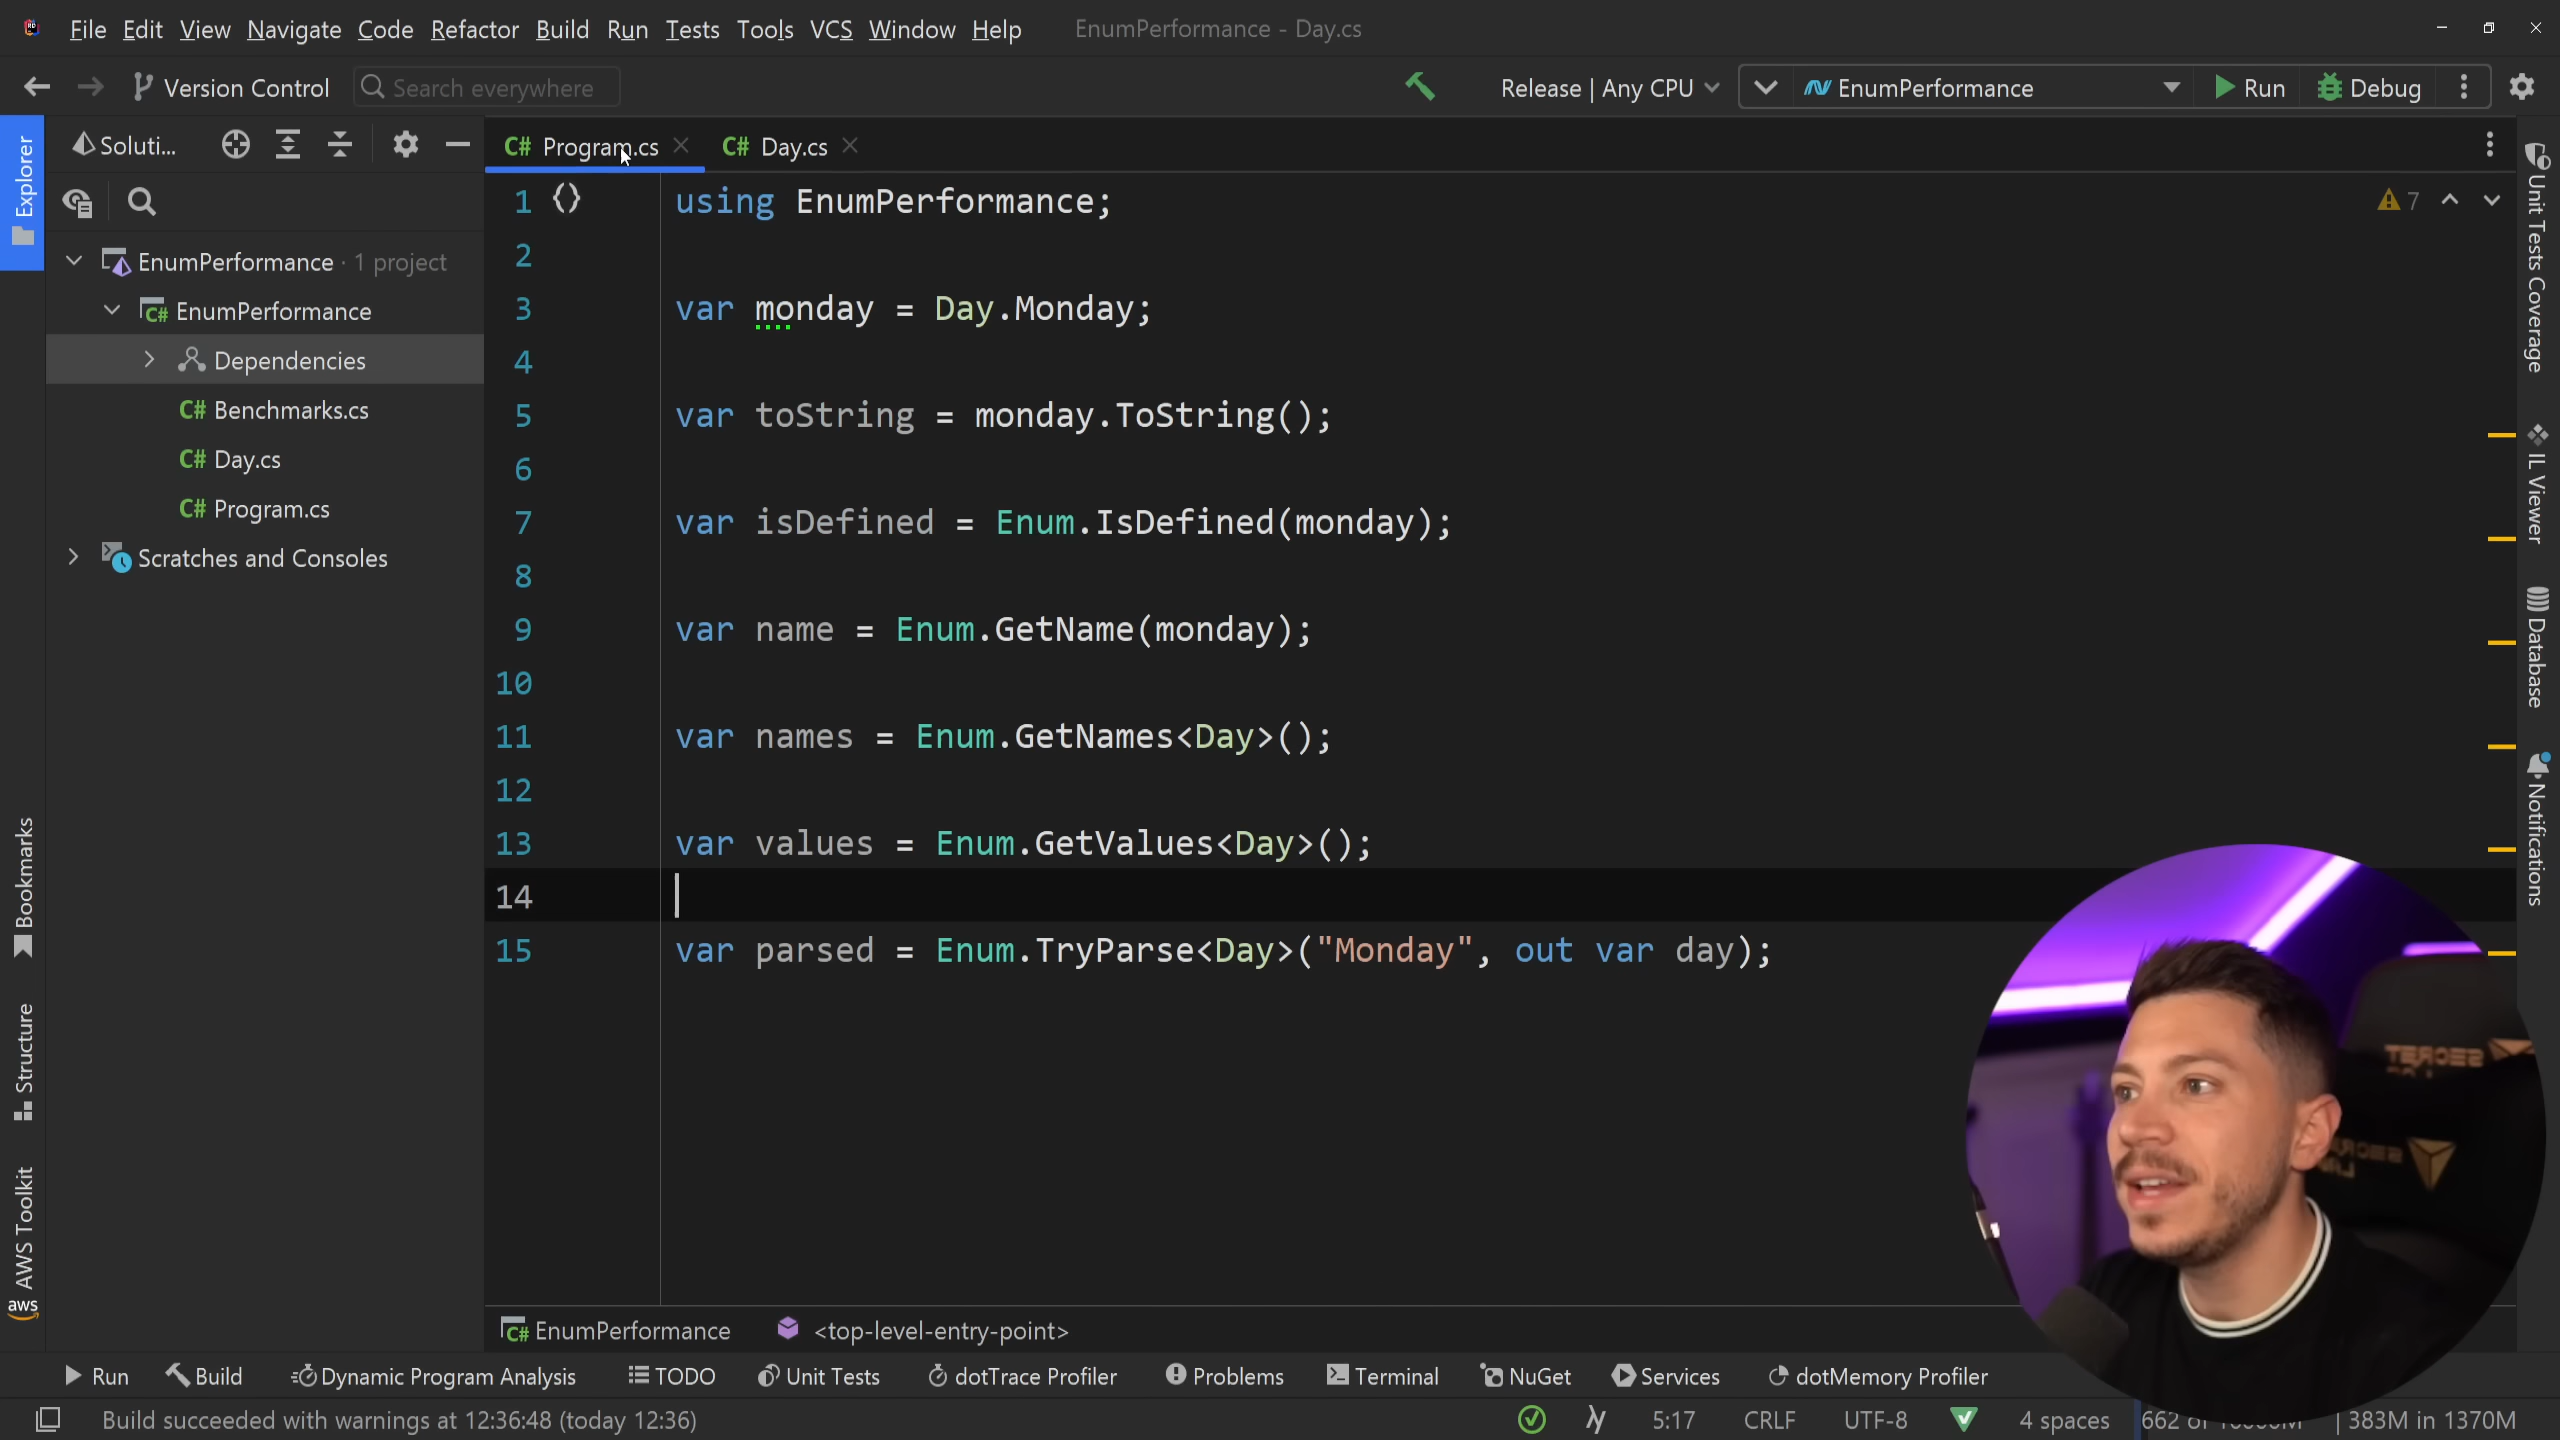 File Edit View Navigate Code Refactor Build Run Tests Tools VCS Window Help EnumPerformance - Day.cs
Version Control Search everywhere Release | Any CPU EnumPerformance Run Debug
Explorer
Soluti...
EnumPerformance · 1 project
EnumPerformance
Dependencies
C# Benchmarks.cs
C# Day.cs
C# Program.cs
Scratches and Consoles
Bookmarks
Structure
AWS Toolkit
aws
C# Program.cs C# Day.cs
7
1 using EnumPerformance;
2
3 var monday = Day.Monday;
4
5 var toString = monday.ToString();
6
7 var isDefined = Enum.IsDefined(monday);
8
9 var name = Enum.GetName(monday);
10
11 var names = Enum.GetNames<Day>();
12
13 var values = Enum.GetValues<Day>();
14
15 var parsed = Enum.TryParse<Day>("Monday", out var day);
Unit Tests Coverage
IL Viewer
Database
Notifications
C# EnumPerformance <top-level-entry-point>
Run Build Dynamic Program Analysis TODO Unit Tests dotTrace Profiler Problems Terminal NuGet Services dotMemory Profiler
Build succeeded with warnings at 12:36:48 (today 12:36) 5:17 CRLF UTF-8 4 spaces 662 of 383M in 1370M